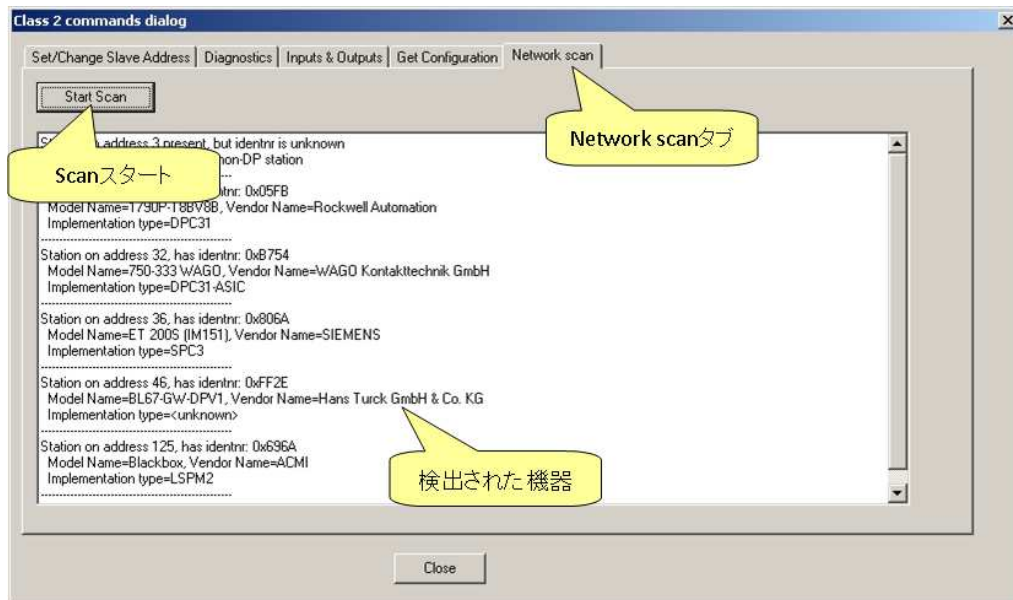 Class 2 commands dialog
Set/Change Slave Address Diagnostics Inputs & Outputs Get Configuration Network scan
Start Scan
Network scanタブ
Scanスタート
address 3 present, but identnr is unknown
non-DP station
identnr: 0x05FB
Model Name=1790P-T8BV8B, Vendor Name=Rockwell Automation
Implementation type=DPC31
Station on address 32, has identnr: 0xB754
Model Name=750-333 WAGO, Vendor Name=WAGO Kontakttechnik GmbH
Implementation type=DPC31-ASIC
Station on address 36, has identnr: 0x806A
Model Name=ET 200S (IM151), Vendor Name=SIEMENS
Implementation type=SPC3
Station on address 46, has identnr: 0xFF2E
Model Name=BL67-GW-DPV1, Vendor Name=Hans Turck GmbH & Co. KG
Implementation type=<unknown>
Station on address 125, has identnr: 0x696A
Model Name=Blackbox, Vendor Name=ACMI
Implementation type=LSPM2
検出された機器
Close